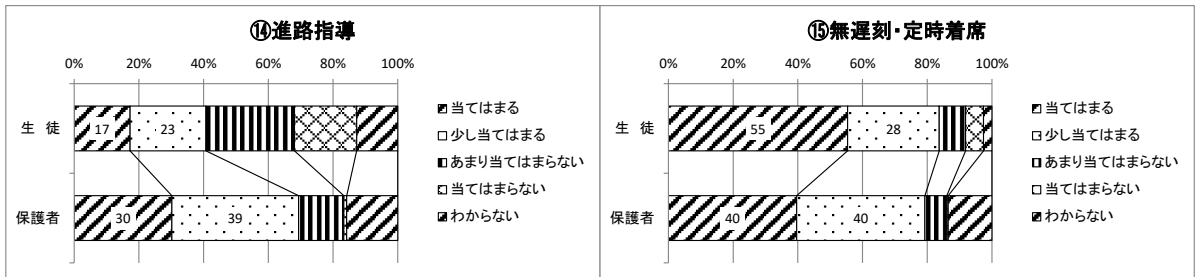 ⑭進路指導
0% 20% 40% 60% 80% 100%
生 徒
17 23
保護者
30 39
当てはまる
少し当てはまる
あまり当てはまらない
当てはまらない
わからない
⑮無遅刻・定時着席
0% 20% 40% 60% 80% 100%
生 徒
55 28
保護者
40 40
当てはまる
少し当てはまる
あまり当てはまらない
当てはまらない
わからない